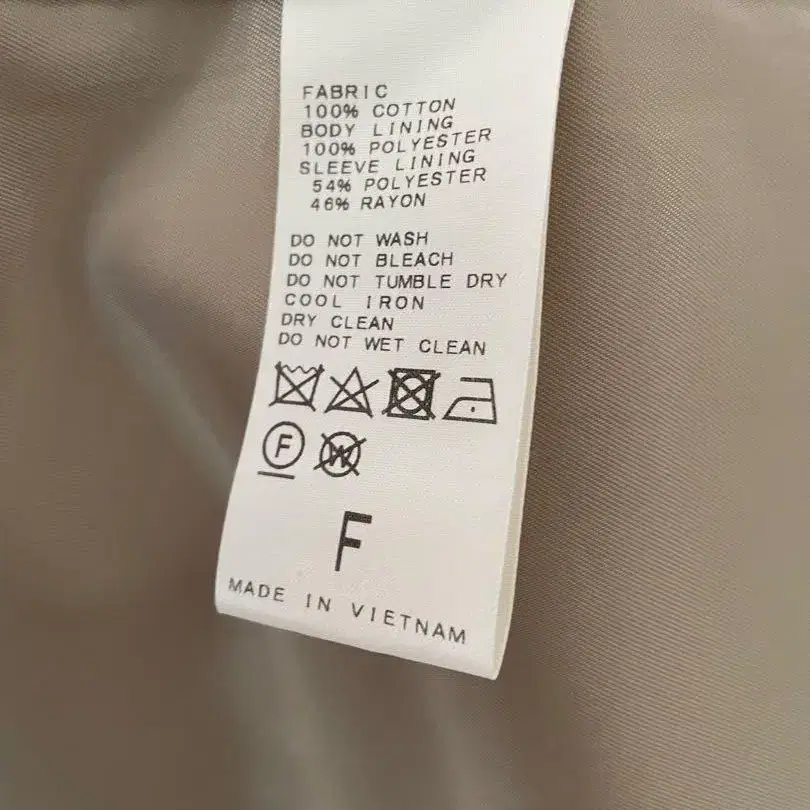 FABRIC
100% COTTON
BODY LINING
100% POLYESTER
SLEEVE LINING
54% POLYESTER
46% RAYON
DO NOT WASH
DO NOT BLEACH
DO NOT TUMBLE DRY
COOL IRON
DRY CLEAN
DO NOT WET CLEAN
F W
F
MADE IN VIETNAM